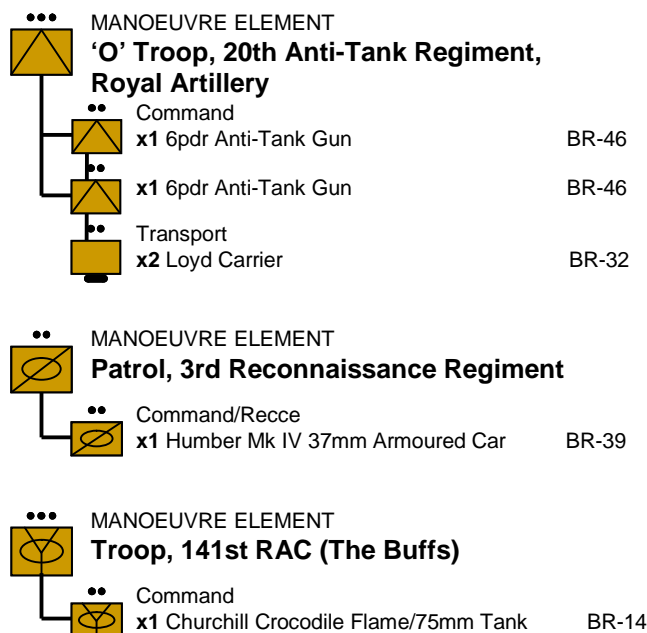 MANOEUVRE ELEMENT
‘O’ Troop, 20th Anti-Tank Regiment,
Royal Artillery
Command
x1 6pdr Anti-Tank Gun BR-46
x1 6pdr Anti-Tank Gun BR-46
Transport
x2 Loyd Carrier BR-32
MANOEUVRE ELEMENT
Patrol, 3rd Reconnaissance Regiment
Command/Recce
x1 Humber Mk IV 37mm Armoured Car BR-39
MANOEUVRE ELEMENT
Troop, 141st RAC (The Buffs)
Command
x1 Churchill Crocodile Flame/75mm Tank BR-14